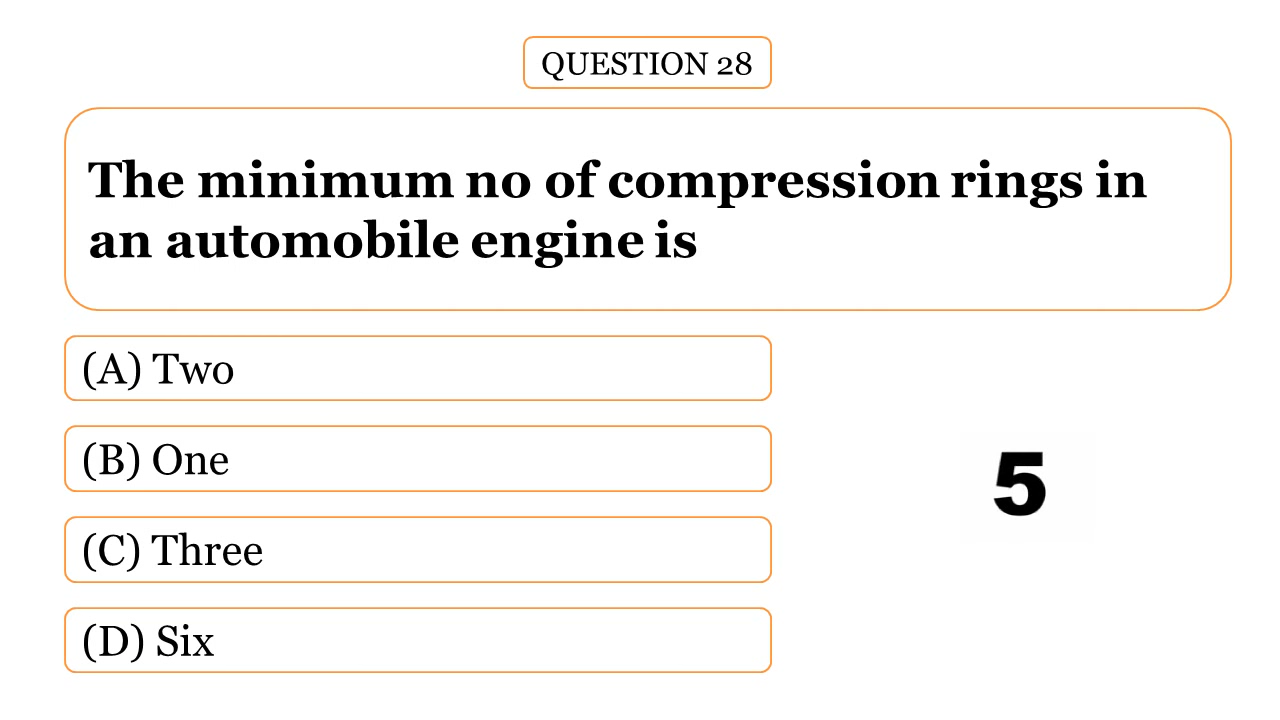 QUESTION 28
The minimum no of compression rings in
an automobile engine is
(A) Two
(B) One
(C) Three
(D) Six
5